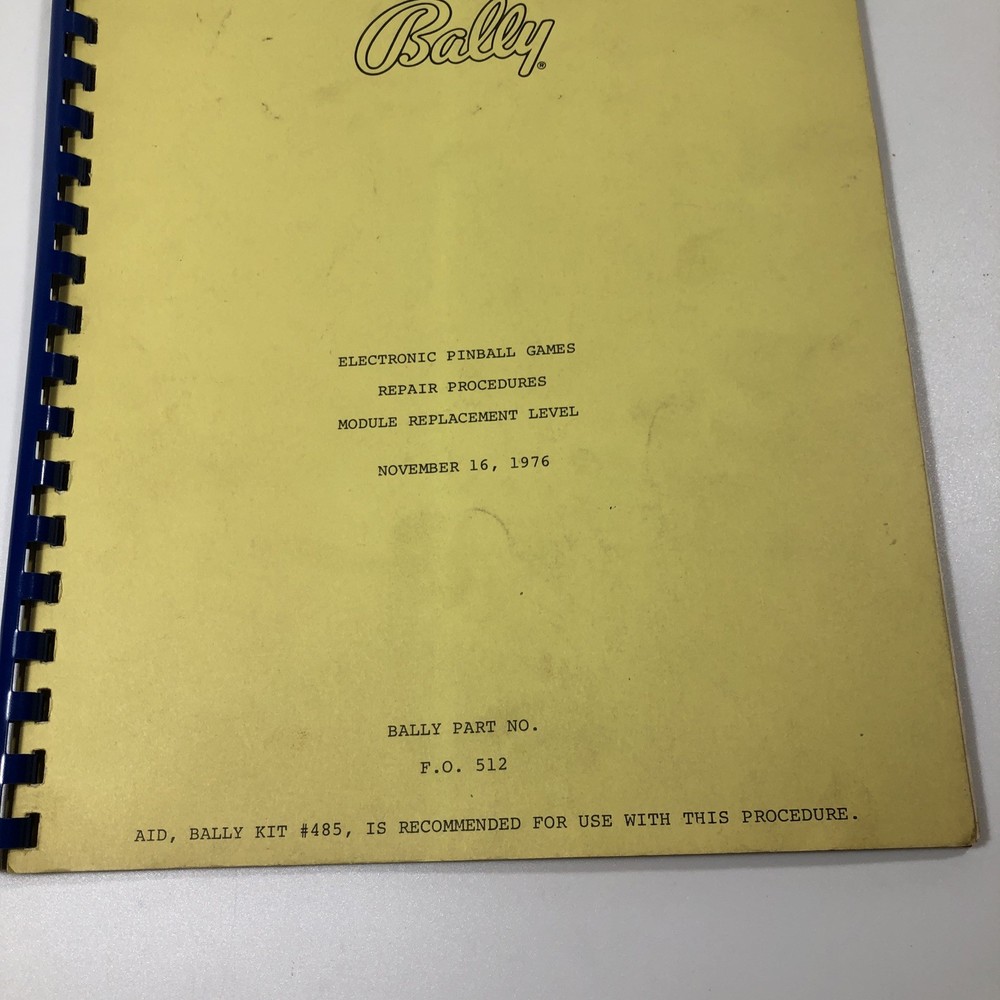 Bally®
ELECTRONIC PINBALL GAMES
REPAIR PROCEDURES
MODULE REPLACEMENT LEVEL
NOVEMBER 16, 1976
BALLY PART NO.
F.O. 512
AID, BALLY KIT #485, IS RECOMMENDED FOR USE WITH THIS PROCEDURE.